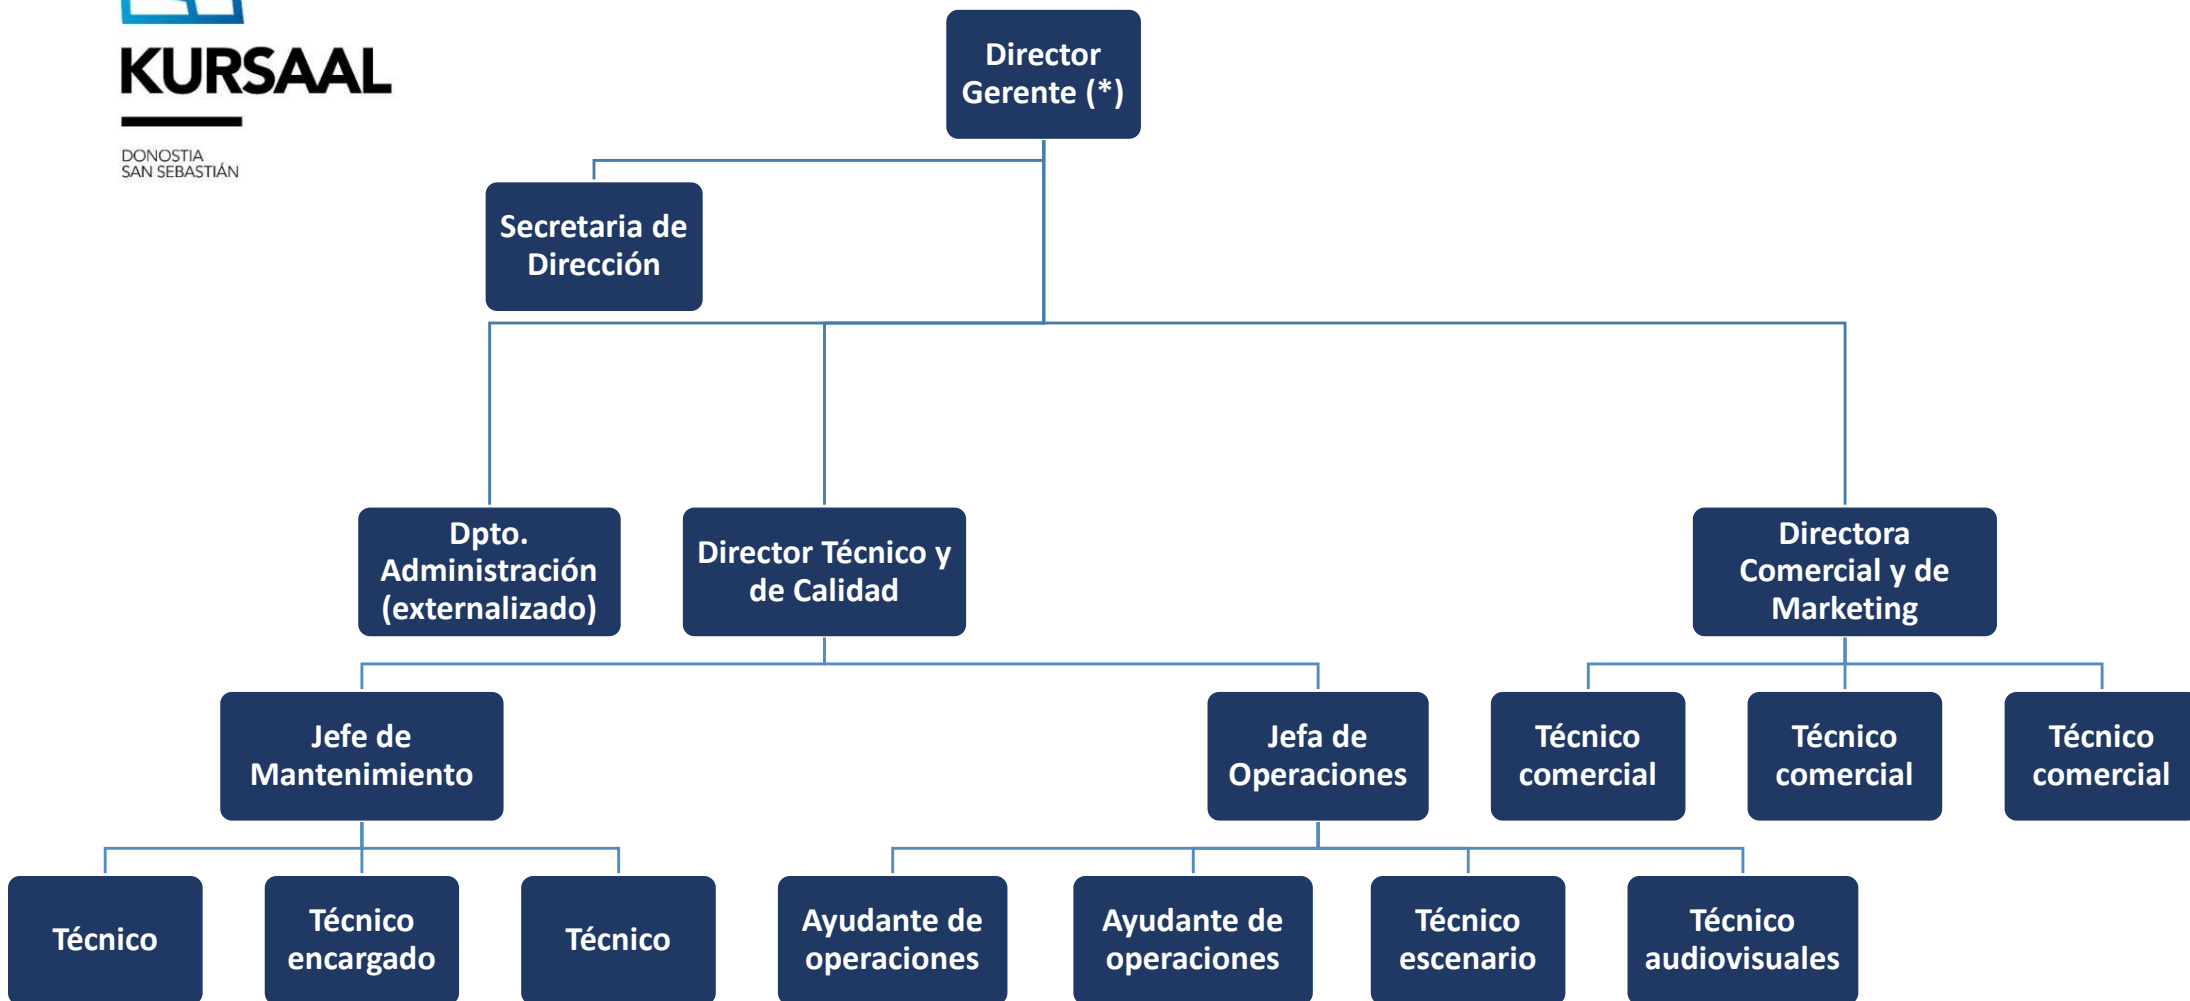 KURSAAL
DONOSTIA
SAN SEBASTIÁN
Director
Gerente (*)
Secretaria de
Dirección
Dpto.
Administración
(externalizado)
Director Técnico y
de Calidad
Directora
Comercial y de
Marketing
Jefe de
Mantenimiento
Jefa de
Operaciones
Técnico
comercial
Técnico
comercial
Técnico
comercial
Técnico
Técnico
encargado
Técnico
Ayudante de
operaciones
Ayudante de
operaciones
Técnico
escenario
Técnico
audiovisuales